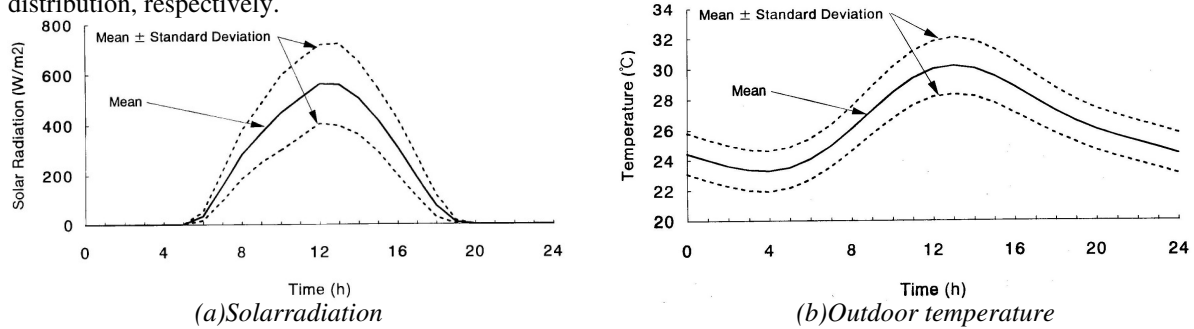 distribution, respectively.
800
600
400
200
0
Solar Radiation (W/m2)
Mean ± Standard Deviation
Mean
0 4 8 12 16 20 24
Time (h)
(a)Solarradiation
34
32
30
28
26
24
22
20
Temperature (℃)
Mean ± Standard Deviation
Mean
0 4 8 12 16 20 24
Time (h)
(b)Outdoor temperature